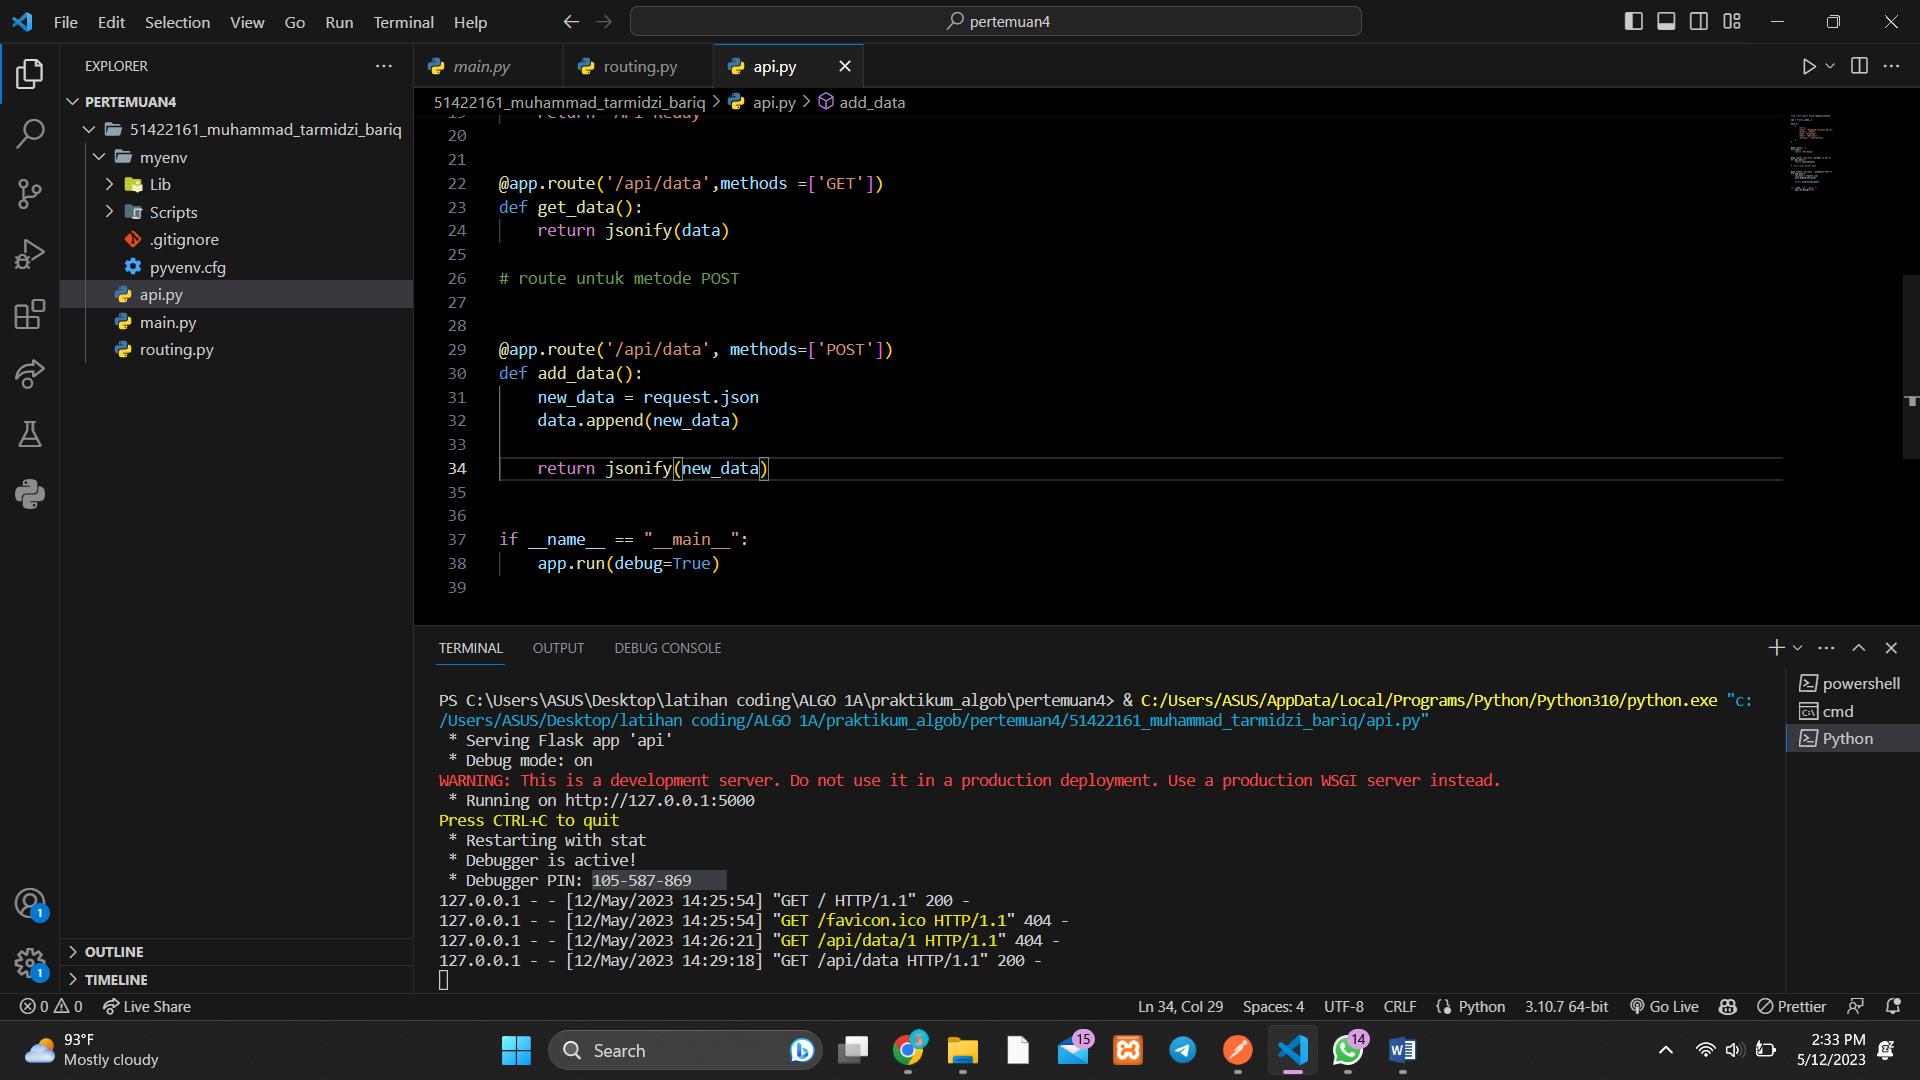 File Edit Selection View Go Run Terminal Help
pertemuan4
EXPLORER
PERTEMUAN4
51422161_muhammad_tarmidzi_bariq
myenv
Lib
Scripts
.gitignore
pyvenv.cfg
api.py
main.py
routing.py
OUTLINE
TIMELINE
main.py routing.py api.py
51422161_muhammad_tarmidzi_bariq > api.py > add_data
19 return "API Ready"
20
21
22 @app.route('/api/data',methods =['GET'])
23 def get_data():
24 return jsonify(data)
25
26 # route untuk metode POST
27
28
29 @app.route('/api/data', methods=['POST'])
30 def add_data():
31 new_data = request.json
32 data.append(new_data)
33
34 return jsonify(new_data)
35
36
37 if __name__ == "__main__":
38 app.run(debug=True)
39
TERMINAL OUTPUT DEBUG CONSOLE
PS C:\Users\ASUS\Desktop\latihan coding\ALGO 1A\praktikum_algob\pertemuan4> & C:/Users/ASUS/AppData/Local/Programs/Python/Python310/python.exe "c:
/Users/ASUS/Desktop/latihan coding/ALGO 1A/praktikum_algob/pertemuan4/51422161_muhammad_tarmidzi_bariq/api.py"
* Serving Flask app 'api'
* Debug mode: on
WARNING: This is a development server. Do not use it in a production deployment. Use a production WSGI server instead.
* Running on http://127.0.0.1:5000
Press CTRL+C to quit
* Restarting with stat
* Debugger is active!
* Debugger PIN: 105-587-869
127.0.0.1 - - [12/May/2023 14:25:54] "GET / HTTP/1.1" 200 -
127.0.0.1 - - [12/May/2023 14:25:54] "GET /favicon.ico HTTP/1.1" 404 -
127.0.0.1 - - [12/May/2023 14:26:21] "GET /api/data/1 HTTP/1.1" 404 -
127.0.0.1 - - [12/May/2023 14:29:18] "GET /api/data HTTP/1.1" 200 -
powershell
cmd
Python
1
1
0 0 Live Share
Ln 34, Col 29 Spaces: 4 UTF-8 CRLF Python 3.10.7 64-bit Go Live Prettier
93°F
Mostly cloudy
Search
15
14
2:33 PM
5/12/2023